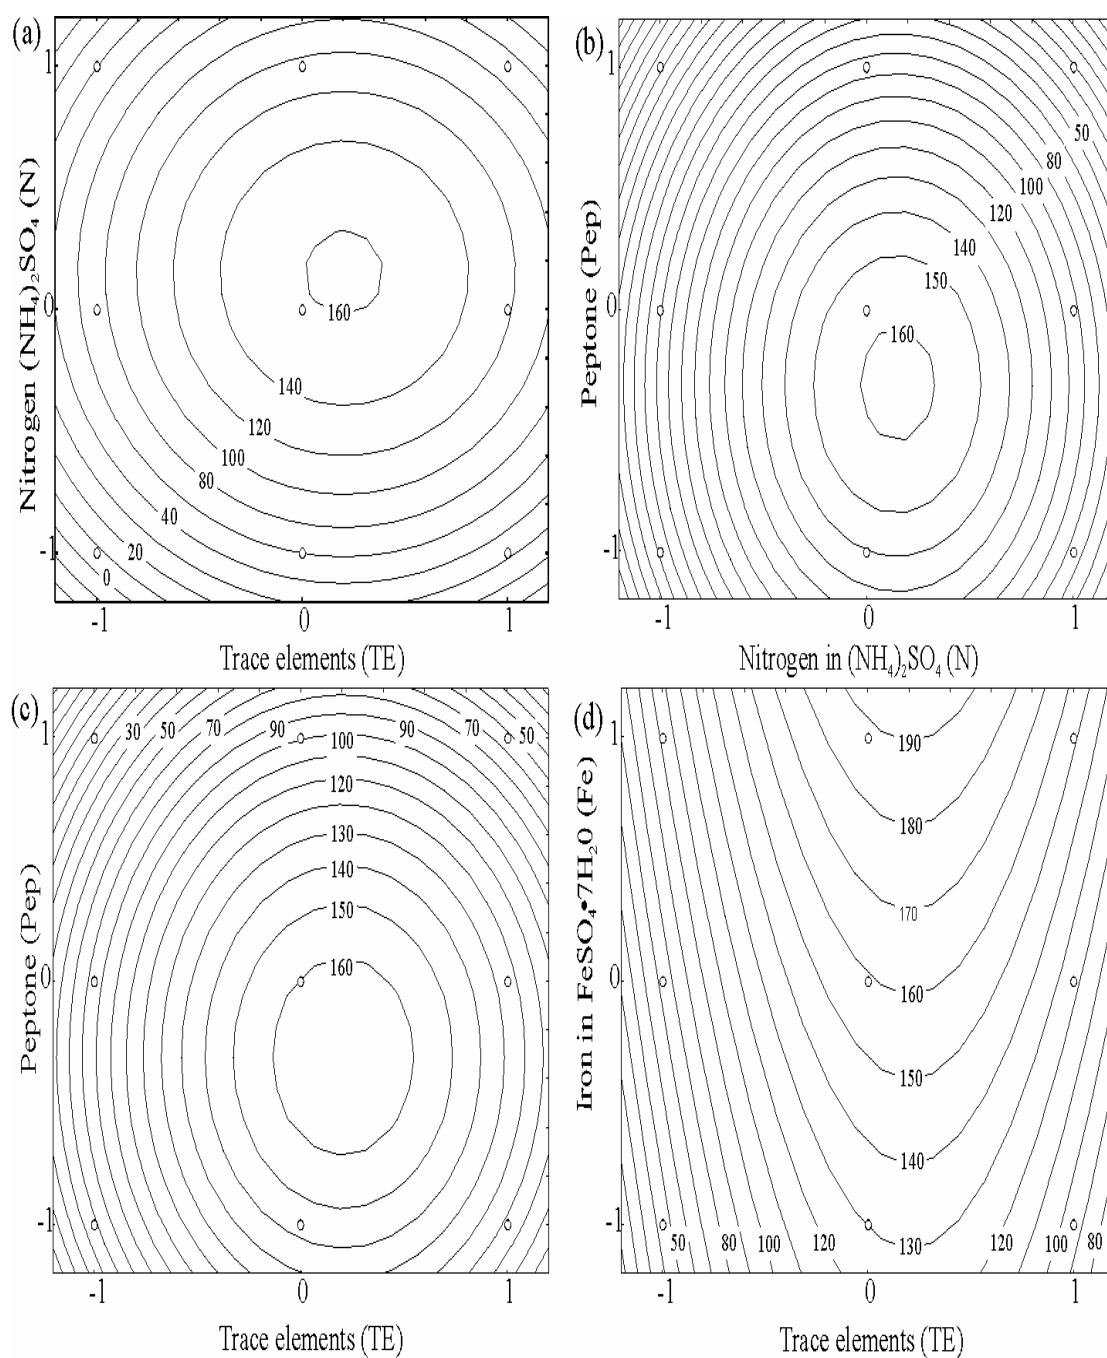 (a)
1
0
-1
Nitrogen (NH₄)₂SO₄ (N)
160
140
120
100
80
40
20
0
-1 0 1
Trace elements (TE)
(b)
1
0
-1
Peptone (Pep)
50
80
100
120
140
150
160
-1 0 1
Nitrogen in (NH₄)₂SO₄ (N)
(c)
1
0
-1
Peptone (Pep)
30 50 70 90 90 70 50
100
120
130
140
150
160
-1 0 1
Trace elements (TE)
(d)
1
0
-1
Iron in FeSO₄•7H₂0 (Fe)
190
180
170
160
150
140
50 80 100 120 130 120 100 80
-1 0 1
Trace elements (TE)